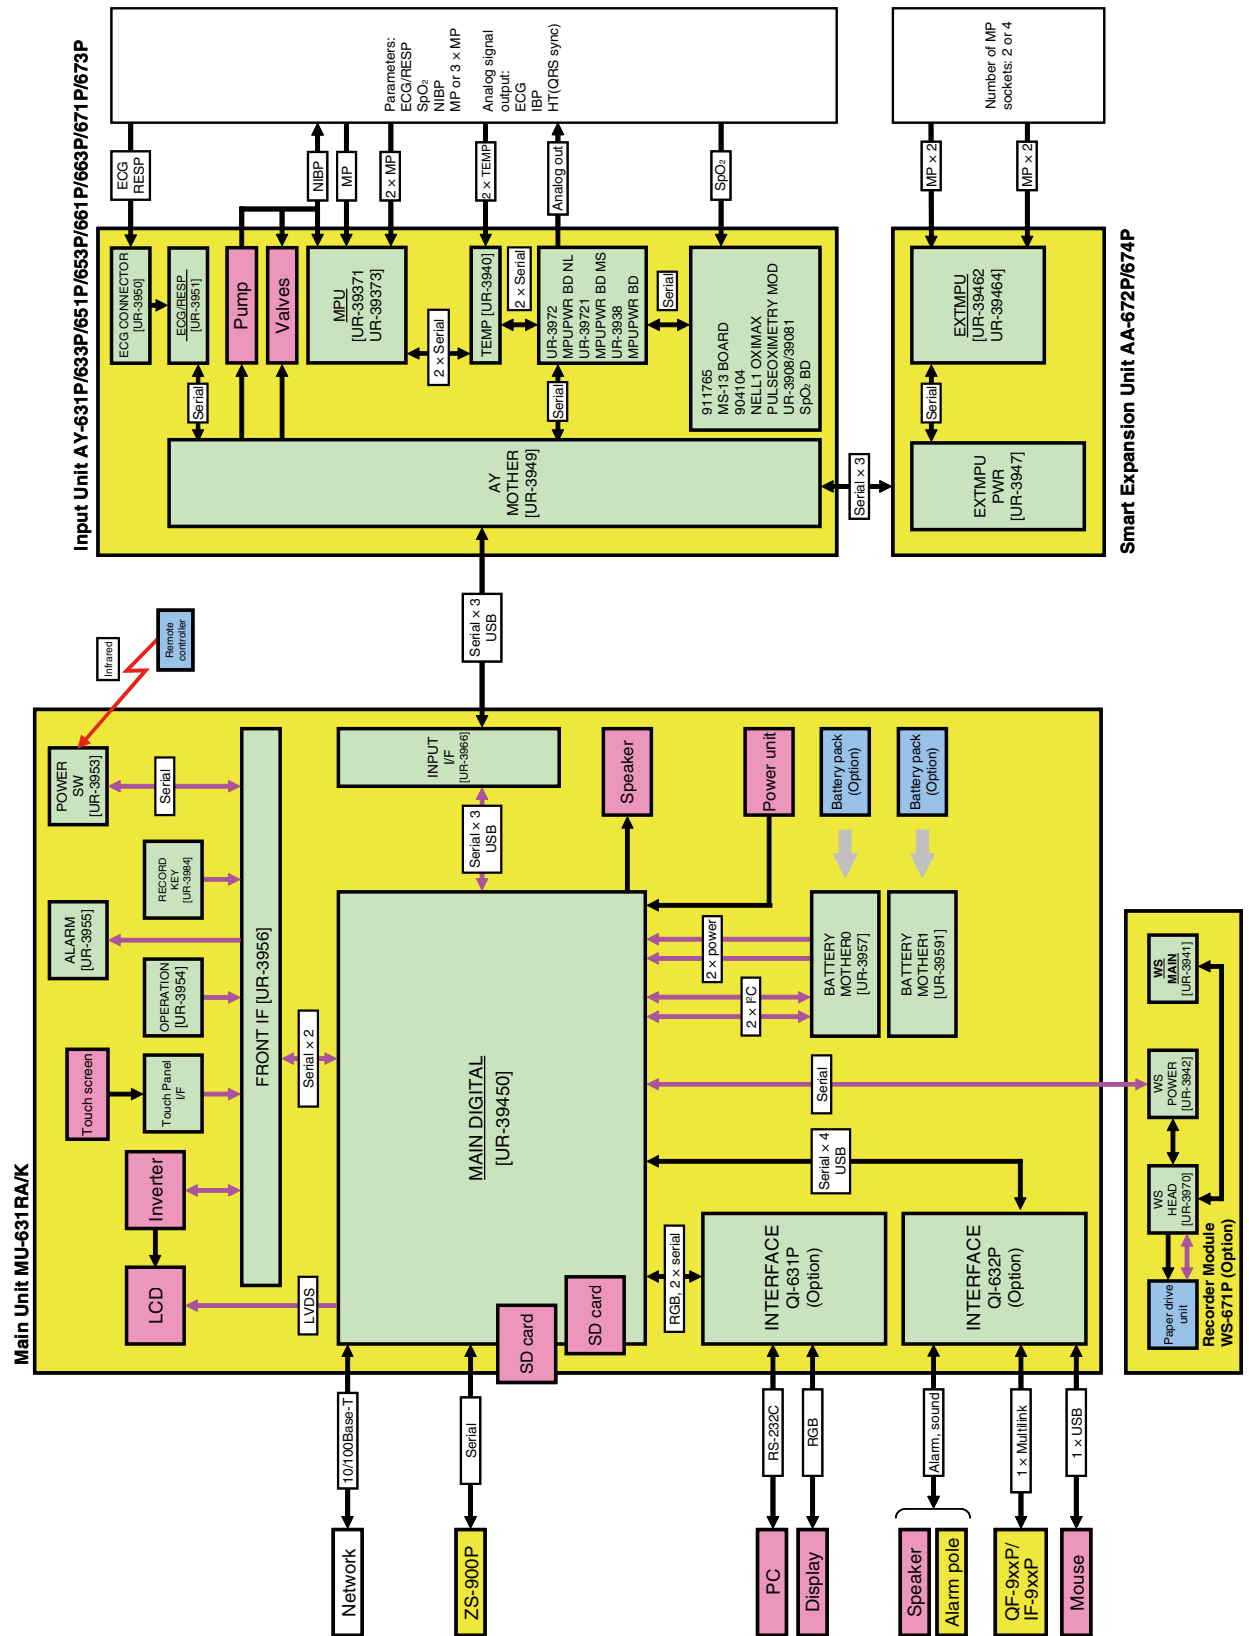 Main Unit MU-631RA/K
LCD
Inverter
Touch screen
Touch Panel
I/F
OPERATION
[UR-3954]
ALARM
[UR-3955]
RECORD
KEY
[UR-3984]
POWER
SW
[UR-3953]
Serial
Infrared
Remote
controller
FRONT IF [UR-3956]
LVDS
Serial × 2
MAIN DIGITAL
[UR-39450]
SD card
SD card
Serial × 3
USB
INPUT
I/F
[UR-3966]
Serial × 3
USB
Speaker
Power unit
Battery pack
(Option)
Battery pack
(Option)
2 × power
2 × I²C
BATTERY
MOTHER0
[UR-3957]
BATTERY
MOTHER1
[UR-39591]
Serial
Serial × 4
USB
RGB, 2 × serial
INTERFACE
QI-631P
(Option)
INTERFACE
QI-632P
(Option)
Network
10/100Base-T
ZS-900P
Serial
PC
RS-232C
Display
RGB
Speaker
Alarm pole
Alarm, sound
QF-9xxP/
IF-9xxP
1 × Multilink
Mouse
1 × USB
Paper drive
unit
WS
HEAD
[UR-3970]
WS
POWER
[UR-3942]
WS
MAIN
[UR-3941]
Recorder Module
WS-671P (Option)
Input Unit AY-631P/633P/651P/653P/661P/663P/671P/673P
AY
MOTHER
[UR-3949]
Serial
ECG CONNECTOR
[UR-3950]
ECG/RESP
[UR-3951]
Pump
Valves
MPU
[UR-39371
UR-39373]
2 × Serial
TEMP [UR-3940]
2 × Serial
Serial
UR-3972
MPUPWR BD NL
UR-39721
MPUPWR BD MS
UR-3938
MPUPWR BD
Serial
911765
MS-13 BOARD
904104
NELL1 OXIMAX
PULSEOXIMETRY MOD
UR-3908/39081
SpO₂ BD
ECG
RESP
NIBP
MP
2 × MP
2 × TEMP
Analog out
SpO₂
Parameters:
ECG/RESP
SpO₂
NIBP
MP or 3 × MP
Analog signal
output:
ECG
IBP
HT(QRS sync)
Serial × 3
EXTMPU
PWR
[UR-3947]
Serial
EXTMPU
[UR-39462
UR-39464]
MP × 2
MP × 2
Number of MP
sockets: 2 or 4
Smart Expansion Unit AA-672P/674P